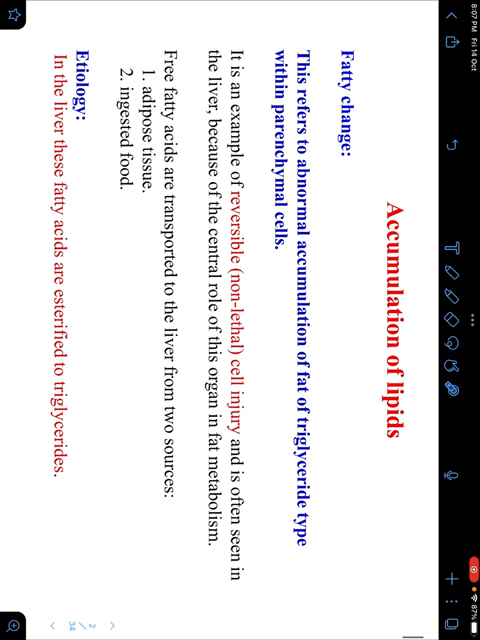 8:07 PM Fri 14 Oct
87%
Accumulation of lipids
Fatty change:
This refers to abnormal accumulation of fat of triglyceride type
within parenchymal cells.
It is an example of reversible (non-lethal) cell injury and is often seen in
the liver, because of the central role of this organ in fat metabolism.
Free fatty acids are transported to the liver from two sources:
1. adipose tissue.
2. ingested food.
Etiology:
In the liver these fatty acids are esterified to triglycerides.
2 / 34